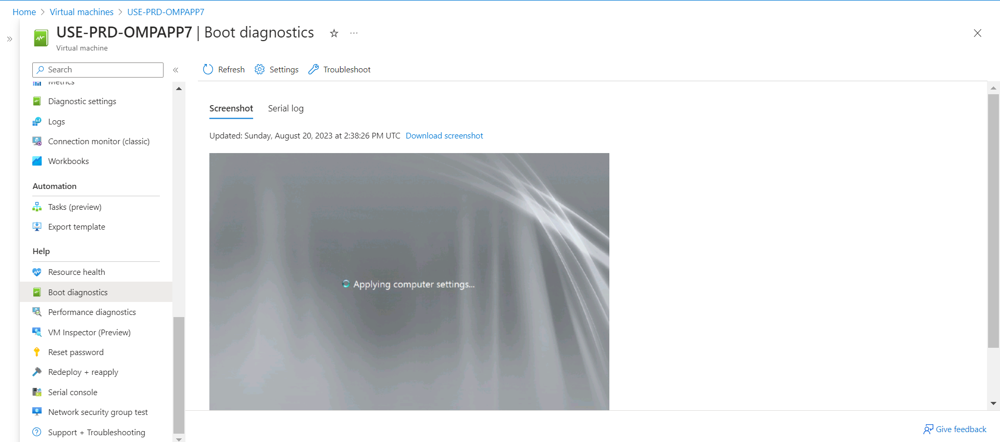 Home > Virtual machines > USE-PRD-OMPAPP7
USE-PRD-OMPAPP7 | Boot diagnostics
Virtual machine
Search
Metrics
Diagnostic settings
Logs
Connection monitor (classic)
Workbooks
Automation
Tasks (preview)
Export template
Help
Resource health
Boot diagnostics
Performance diagnostics
VM Inspector (Preview)
Reset password
Redeploy + reapply
Serial console
Network security group test
Support + Troubleshooting
Refresh Settings Troubleshoot
Screenshot Serial log
Updated: Sunday, August 20, 2023 at 2:38:26 PM UTC Download screenshot
Applying computer settings...
Give feedback